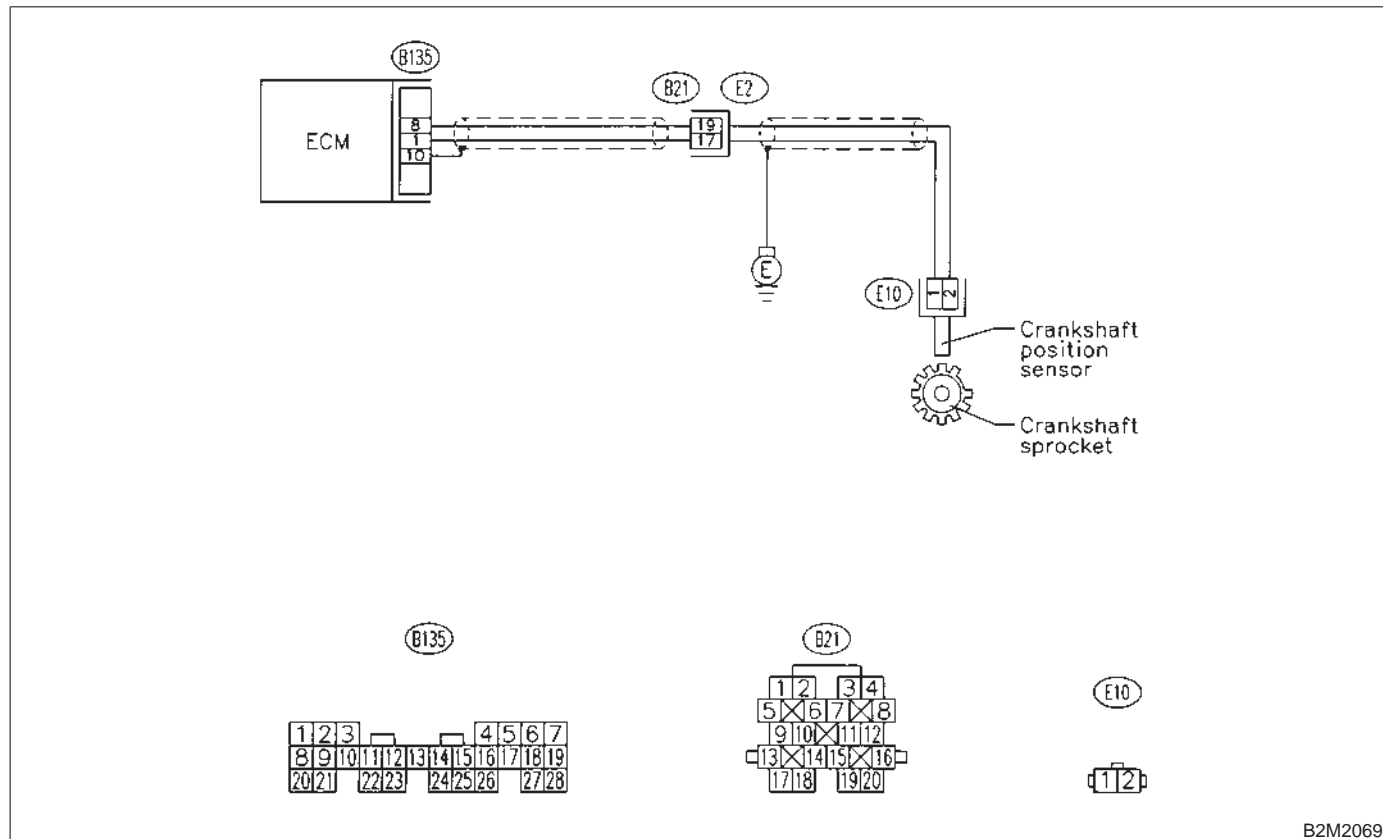 B135
B21 E2
ECM
8
1
10
19
17
E
E10
1 2
Crankshaft
position
sensor
Crankshaft
sprocket
B135
B21
E10
1 2 3 4 5 6 7
8 9 10 11 12 13 14 15 16 17 18 19
20 21 22 23 24 25 26 27 28
1 2 3 4
5 6 7 8
9 10 11 12
13 14 15 16
17 18 19 20
1 2
B2M2069